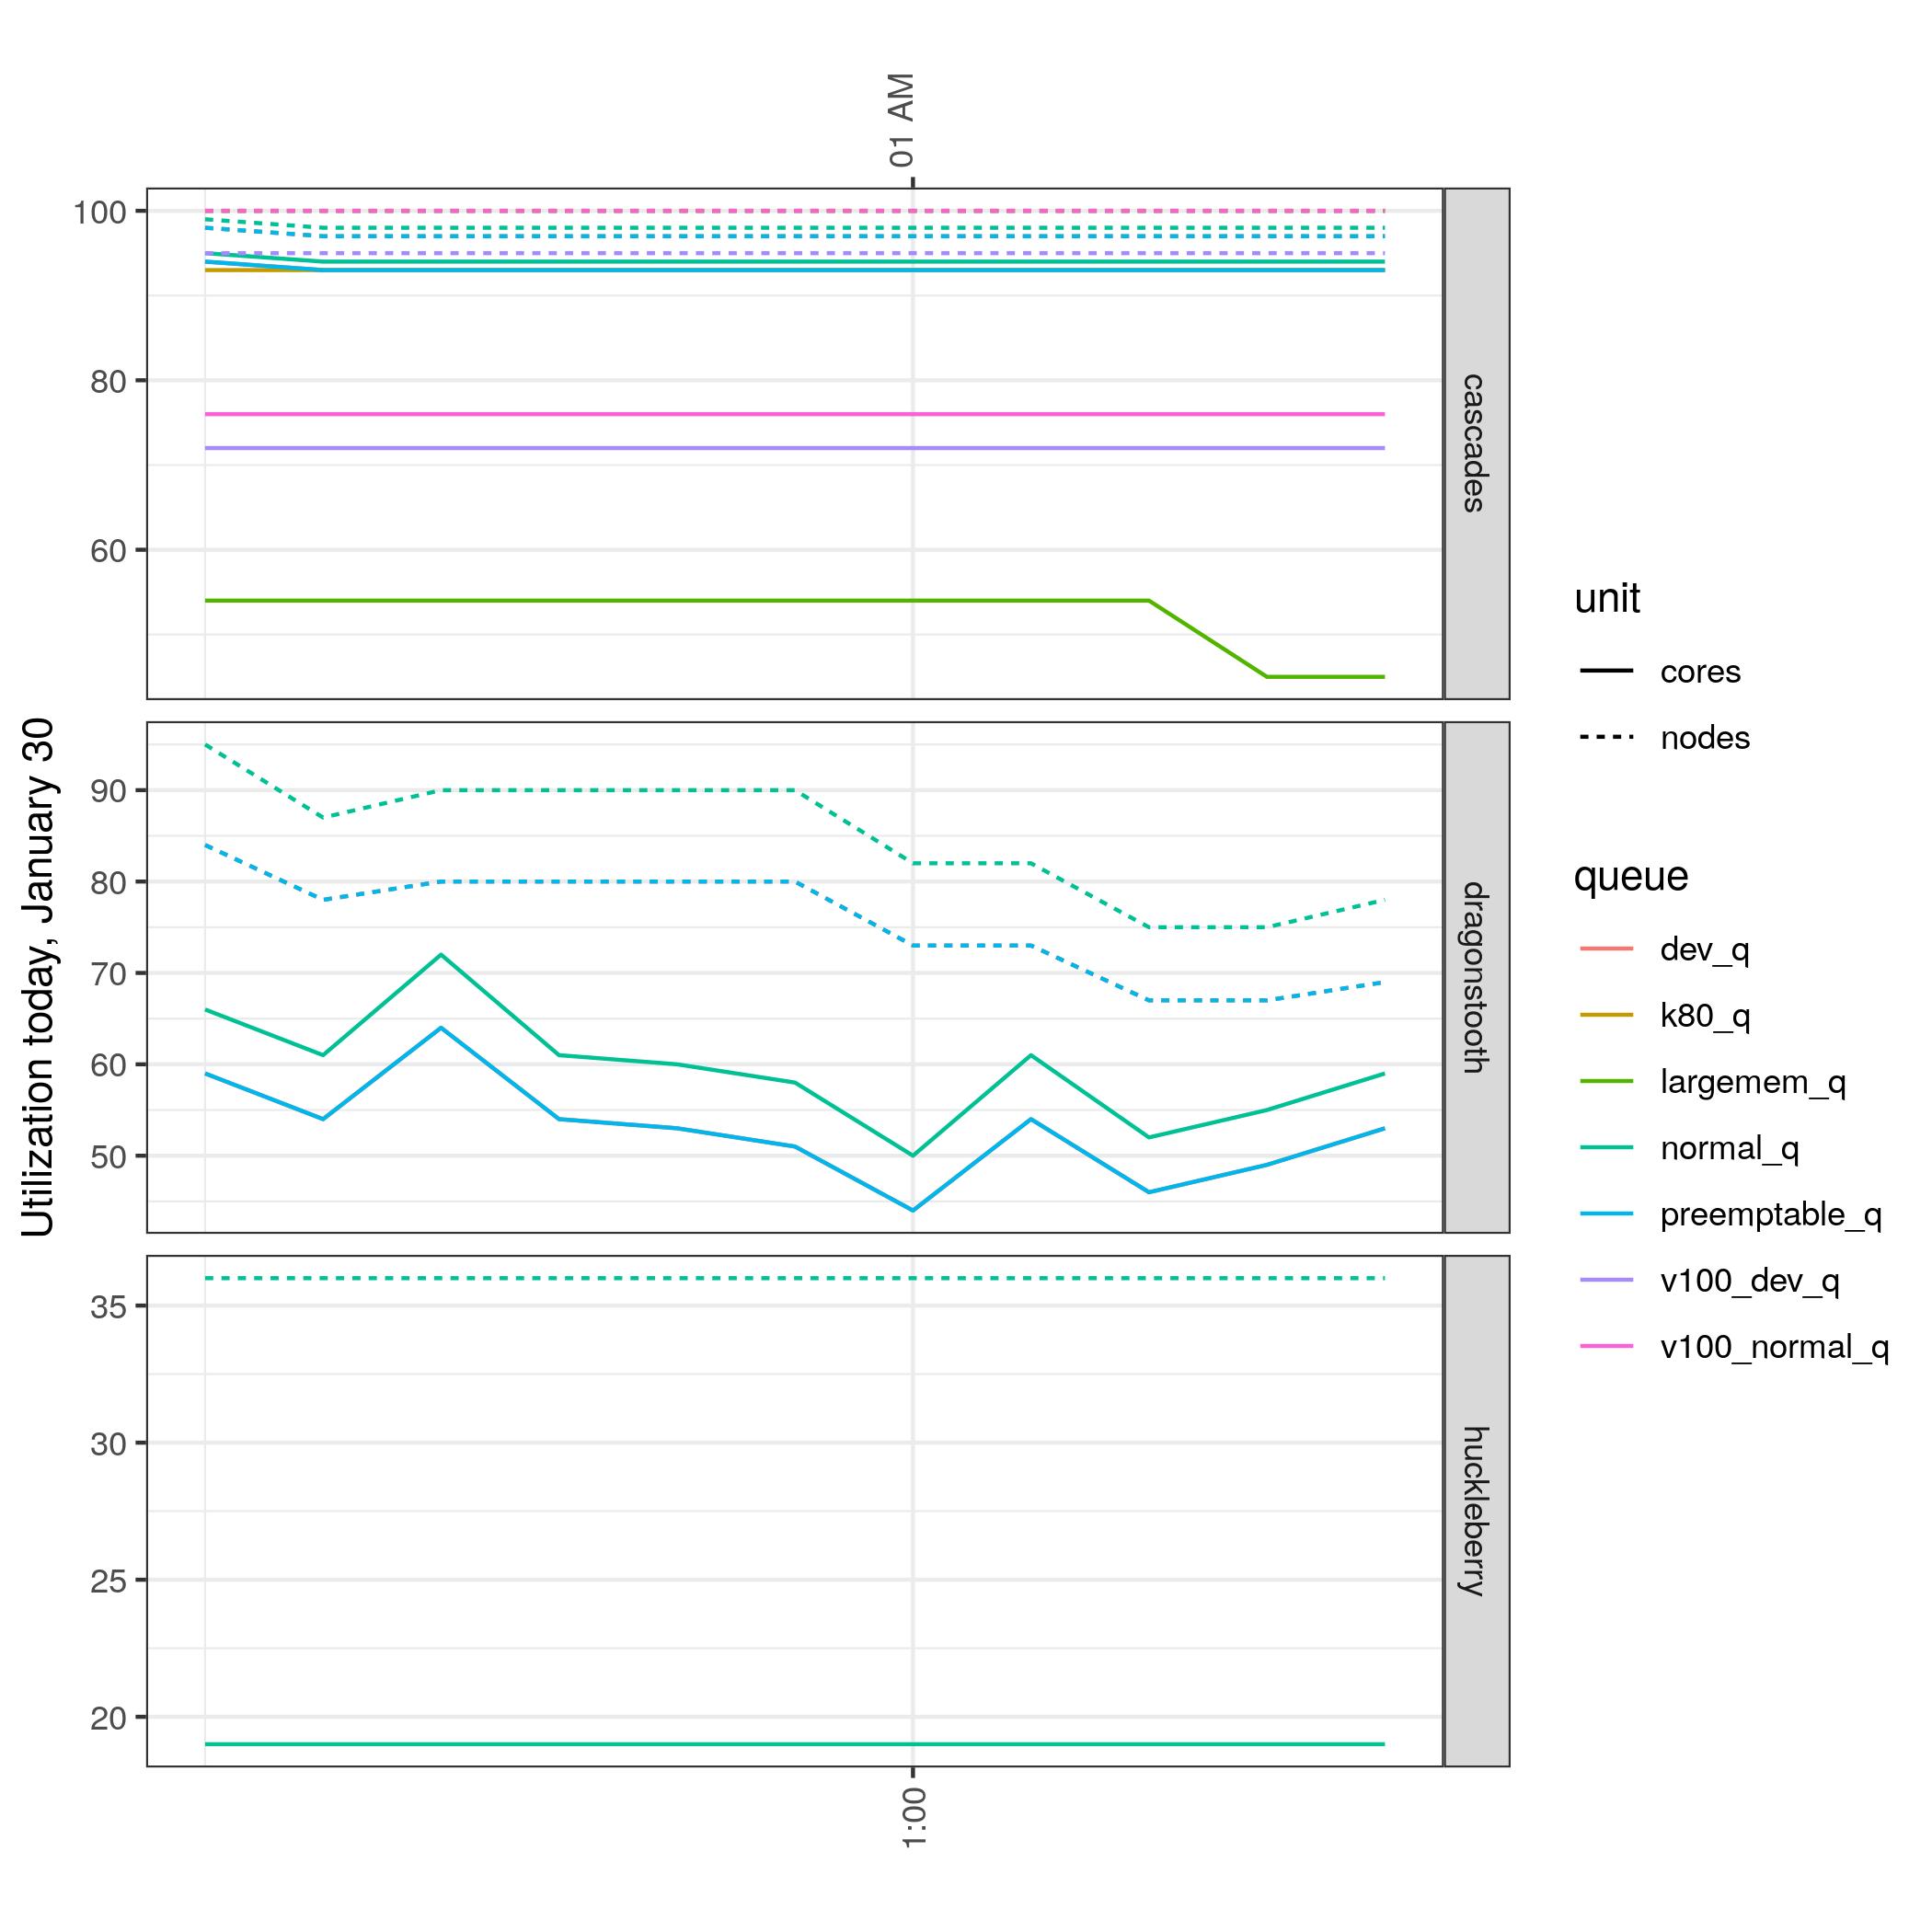 01 AM
100
80
60
cascades
Utilization today, January 30
90
80
70
60
50
dragonstooth
35
30
25
20
huckleberry
1:00
unit
cores
nodes
queue
dev_q
k80_q
largemem_q
normal_q
preemptable_q
v100_dev_q
v100_normal_q